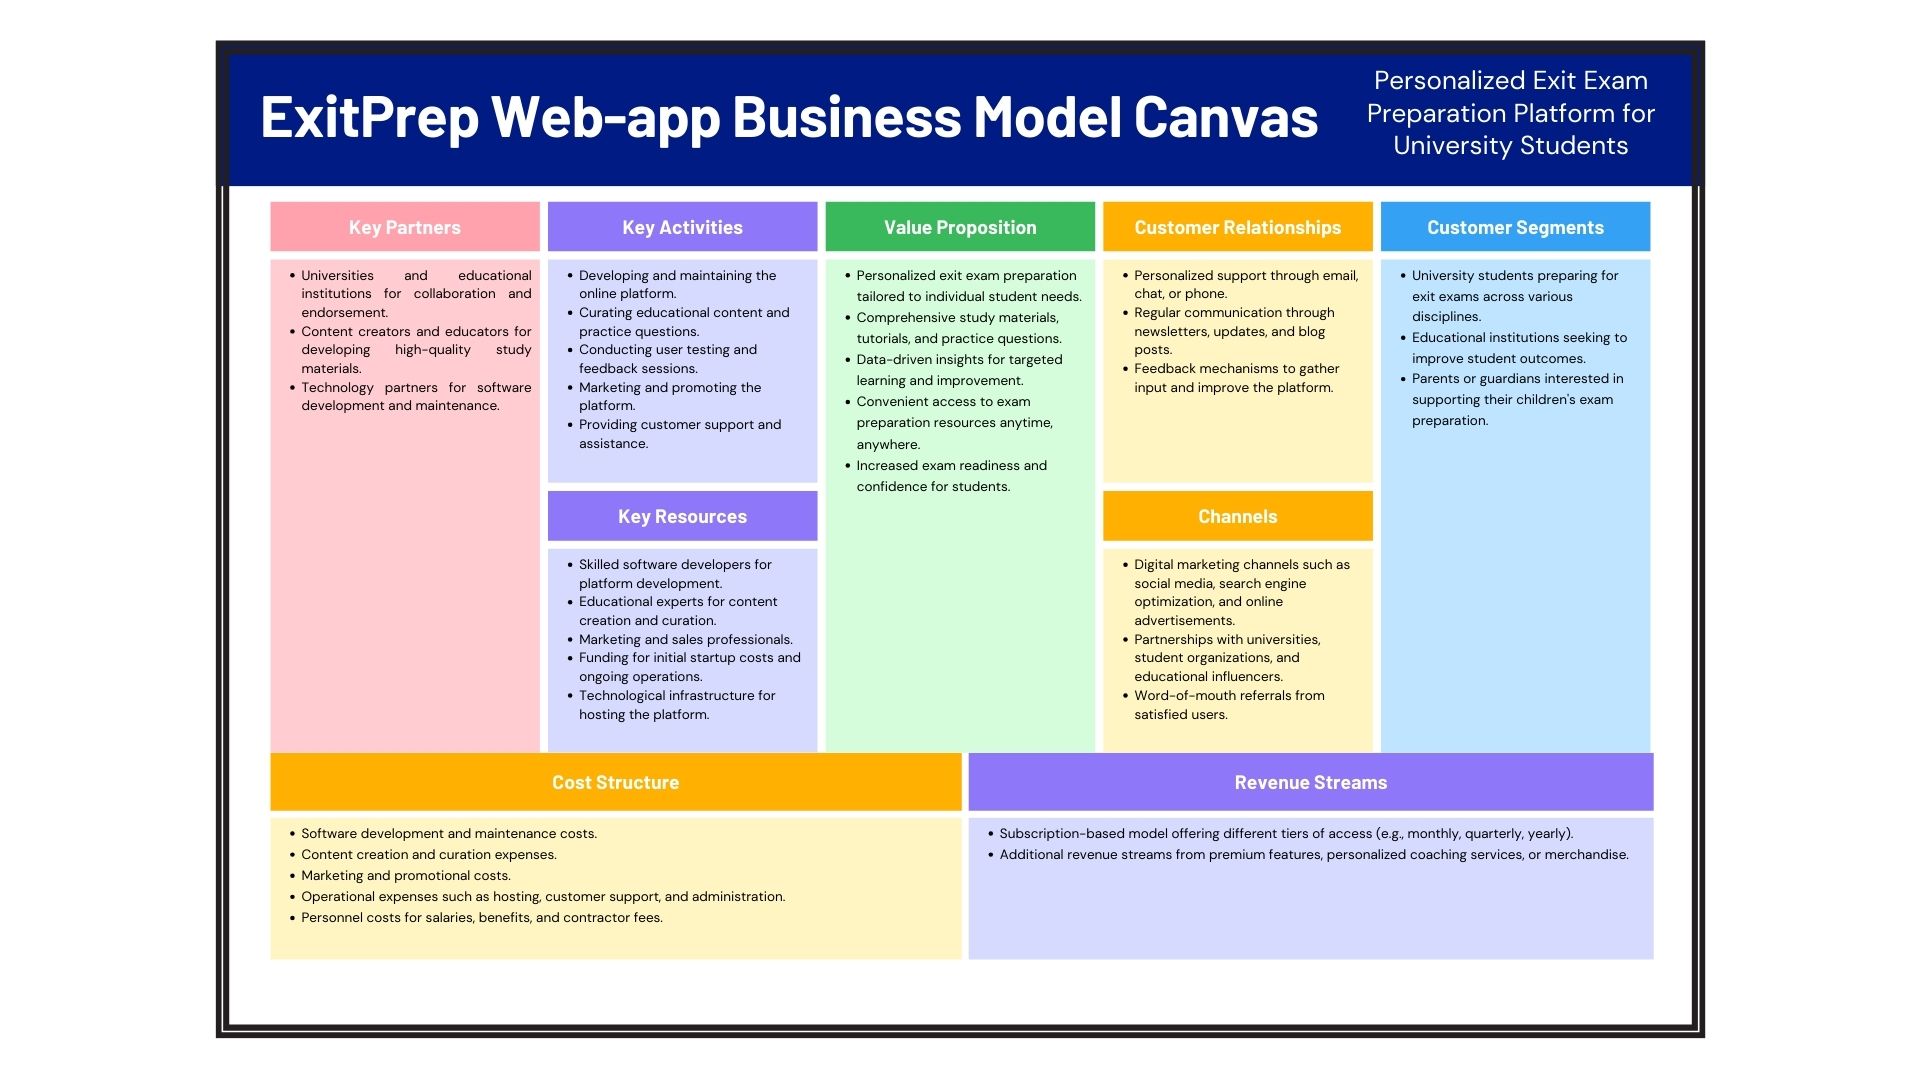 ExitPrep Web-app Business Model Canvas
Personalized Exit Exam
Preparation Platform for
University Students
Key Partners
• Universities and educational
institutions for collaboration and
endorsement.
• Content creators and educators for
developing high-quality study
materials.
• Technology partners for software
development and maintenance.
Key Activities
• Developing and maintaining the
online platform.
• Curating educational content and
practice questions.
• Conducting user testing and
feedback sessions.
• Marketing and promoting the
platform.
• Providing customer support and
assistance.
Key Resources
• Skilled software developers for
platform development.
• Educational experts for content
creation and curation.
• Marketing and sales professionals.
• Funding for initial startup costs and
ongoing operations.
• Technological infrastructure for
hosting the platform.
Value Proposition
• Personalized exit exam preparation
tailored to individual student needs.
• Comprehensive study materials,
tutorials, and practice questions.
• Data-driven insights for targeted
learning and improvement.
• Convenient access to exam
preparation resources anytime,
anywhere.
• Increased exam readiness and
confidence for students.
Customer Relationships
• Personalized support through email,
chat, or phone.
• Regular communication through
newsletters, updates, and blog
posts.
• Feedback mechanisms to gather
input and improve the platform.
Channels
• Digital marketing channels such as
social media, search engine
optimization, and online
advertisements.
• Partnerships with universities,
student organizations, and
educational influencers.
• Word-of-mouth referrals from
satisfied users.
Customer Segments
• University students preparing for
exit exams across various
disciplines.
• Educational institutions seeking to
improve student outcomes.
• Parents or guardians interested in
supporting their children's exam
preparation.
Cost Structure
• Software development and maintenance costs.
• Content creation and curation expenses.
• Marketing and promotional costs.
• Operational expenses such as hosting, customer support, and administration.
• Personnel costs for salaries, benefits, and contractor fees.
Revenue Streams
• Subscription-based model offering different tiers of access (e.g., monthly, quarterly, yearly).
• Additional revenue streams from premium features, personalized coaching services, or merchandise.